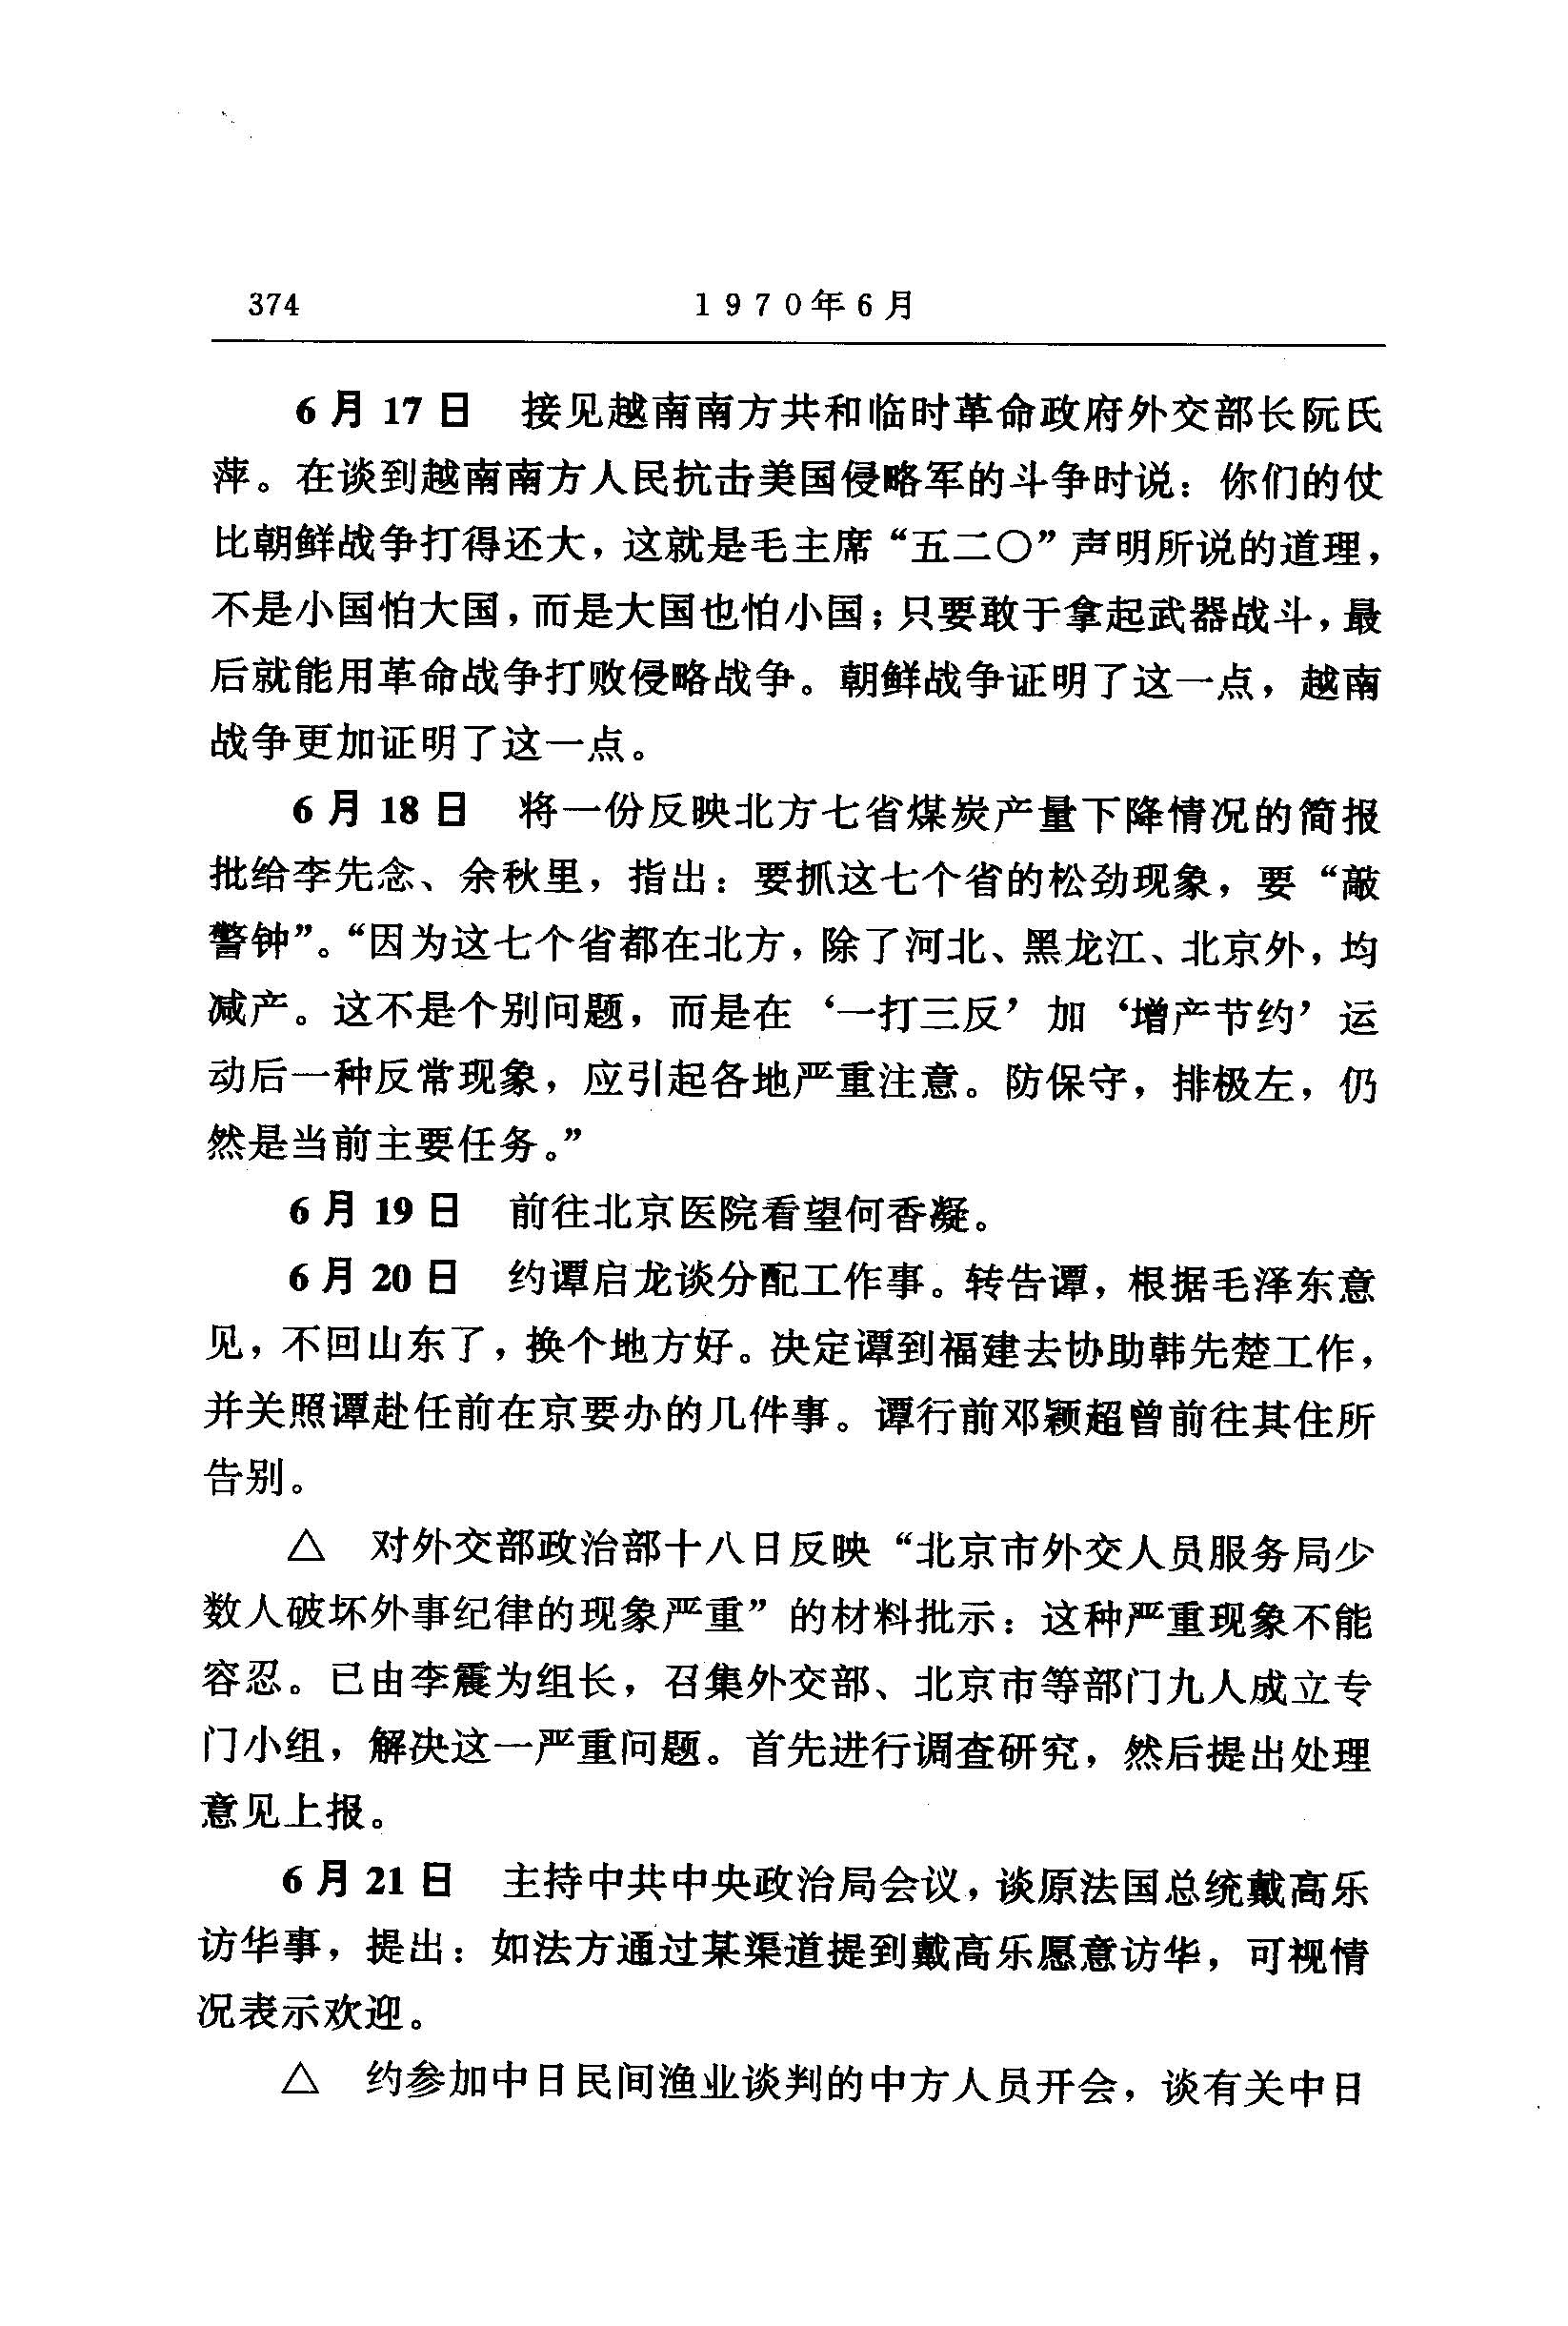 374 1970年6月
6月17日 接见越南南方共和临时革命政府外交部长阮氏
萍。在谈到越南南方人民抗击美国侵略军的斗争时说：你们的仗
比朝鲜战争打得还大，这就是毛主席“五二〇”声明所说的道理，
不是小国怕大国，而是大国也怕小国；只要敢于拿起武器战斗，最
后就能用革命战争打败侵略战争。朝鲜战争证明了这一点，越南
战争更加证明了这一点。
6月18日 将一份反映北方七省煤炭产量下降情况的简报
批给李先念、余秋里，指出：要抓这七个省的松劲现象，要“敲
警钟”。“因为这七个省都在北方，除了河北、黑龙江、北京外，均
减产。这不是个别问题，而是在‘一打三反’加‘增产节约’运
动后一种反常现象，应引起各地严重注意。防保守，排极左，仍
然是当前主要任务。”
6月19日 前往北京医院看望何香凝。
6月20日 约谭启龙谈分配工作事。转告谭，根据毛泽东意
见，不回山东了，换个地方好。决定谭到福建去协助韩先楚工作，
并关照谭赴任前在京要办的几件事。谭行前邓颖超曾前往其住所
告别。
△ 对外交部政治部十八日反映“北京市外交人员服务局少
数人破坏外事纪律的现象严重”的材料批示：这种严重现象不能
容忍。已由李震为组长，召集外交部、北京市等部门九人成立专
门小组，解决这一严重问题。首先进行调查研究，然后提出处理
意见上报。
6月21日 主持中共中央政治局会议，谈原法国总统戴高乐
访华事，提出：如法方通过某渠道提到戴高乐愿意访华，可视情
况表示欢迎。
△ 约参加中日民间渔业谈判的中方人员开会，谈有关中日